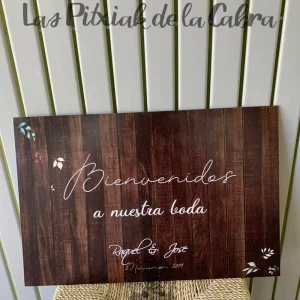 Las Pitxiak de la Cabra
Bienvenidos
a nuestra boda
Raquel & Jose